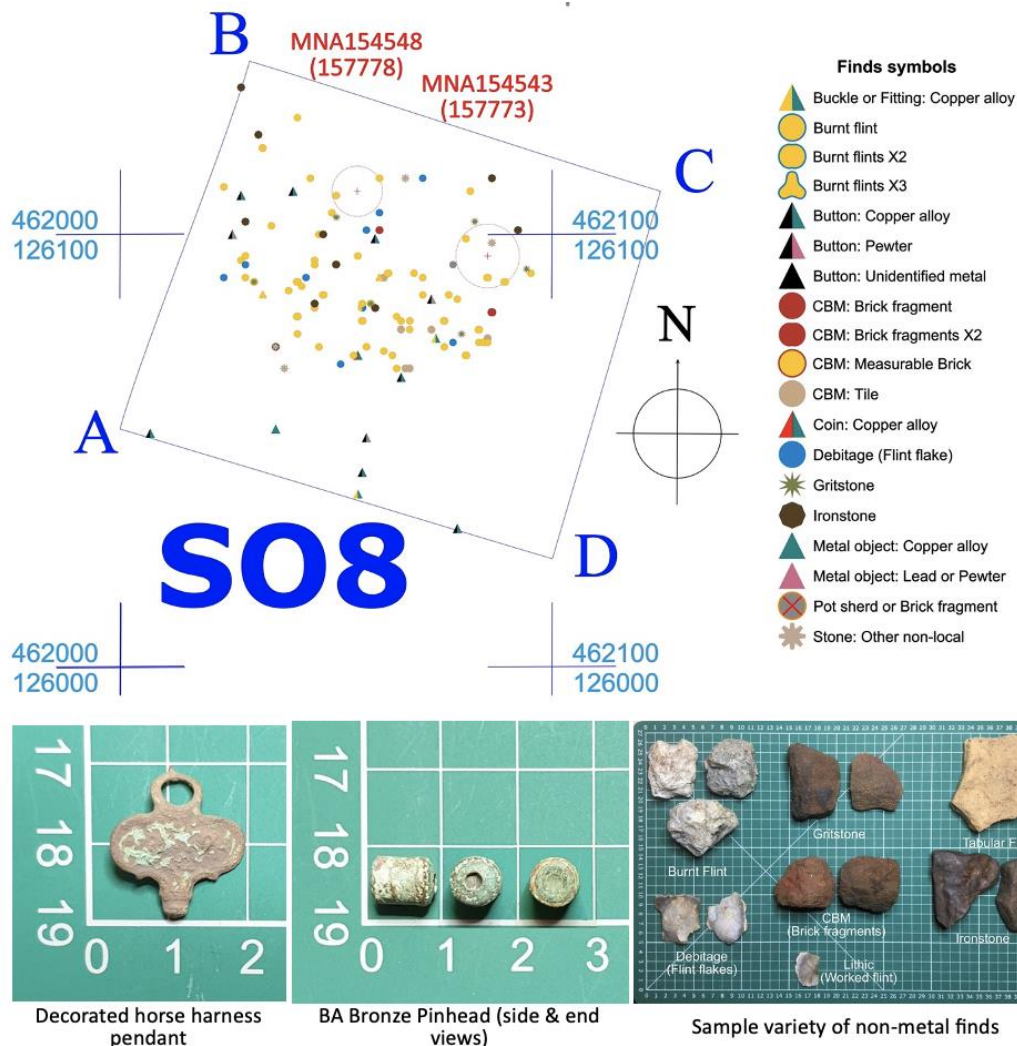 B
MNA154548
(157778)
MNA154543
(157773)
C
462000
126100
462100
126100
N
A
D
SO8
462000
126000
462100
126000
Finds symbols
Buckle or Fitting: Copper alloy
Burnt flint
Burnt flints X2
Burnt flints X3
Button: Copper alloy
Button: Pewter
Button: Unidentified metal
CBM: Brick fragment
CBM: Brick fragments X2
CBM: Measurable Brick
CBM: Tile
Coin: Copper alloy
Debitage (Flint flake)
Gritstone
Ironstone
Metal object: Copper alloy
Metal object: Lead or Pewter
Pot sherd or Brick fragment
Stone: Other non-local
17
18
19
0 1 2
Decorated horse harness
pendant
17
18
19
0 1 2 3
BA Bronze Pinhead (side & end
views)
Burnt Flint
Gritstone
Tabular F
Debitage
(Flint flakes)
CBM
(Brick fragments)
Ironstone
Lithic
(Worked flint)
Sample variety of non-metal finds